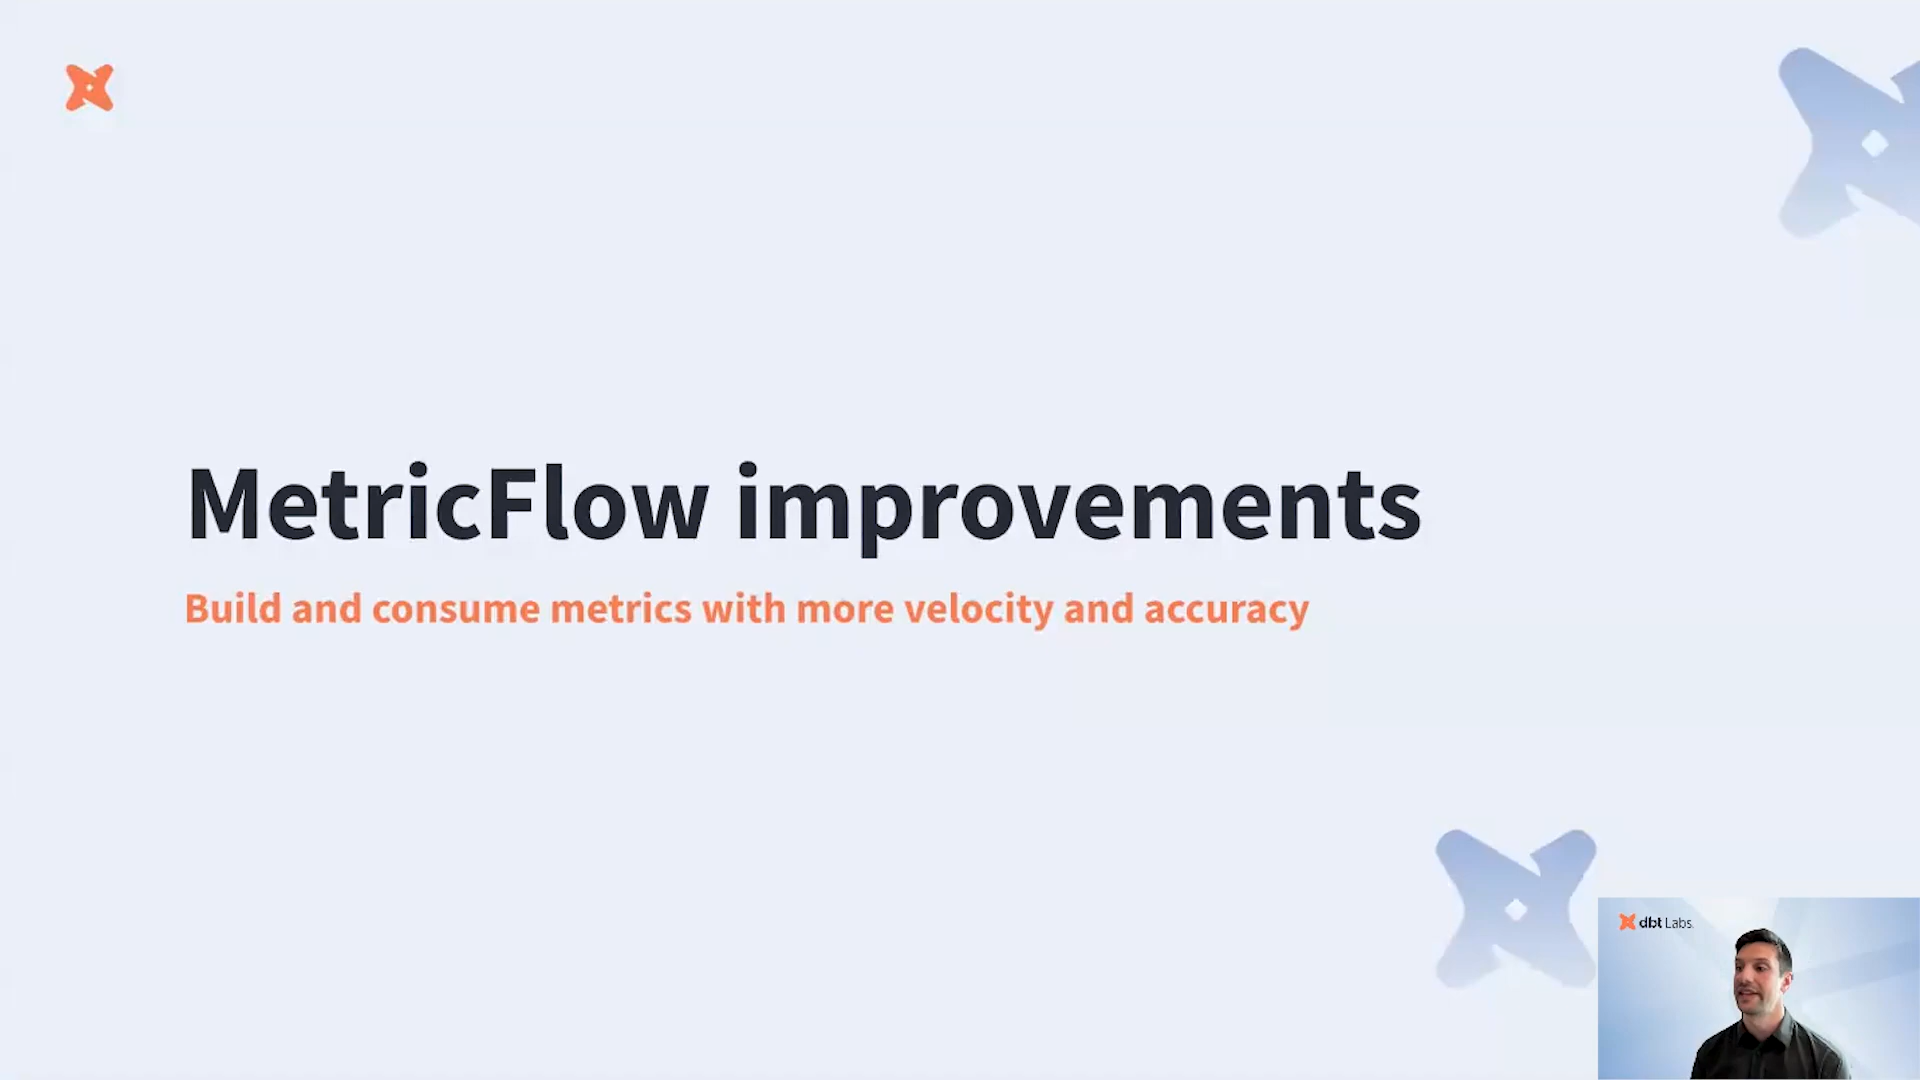 MetricFlow improvements
Build and consume metrics with more velocity and accuracy
dbt Labs